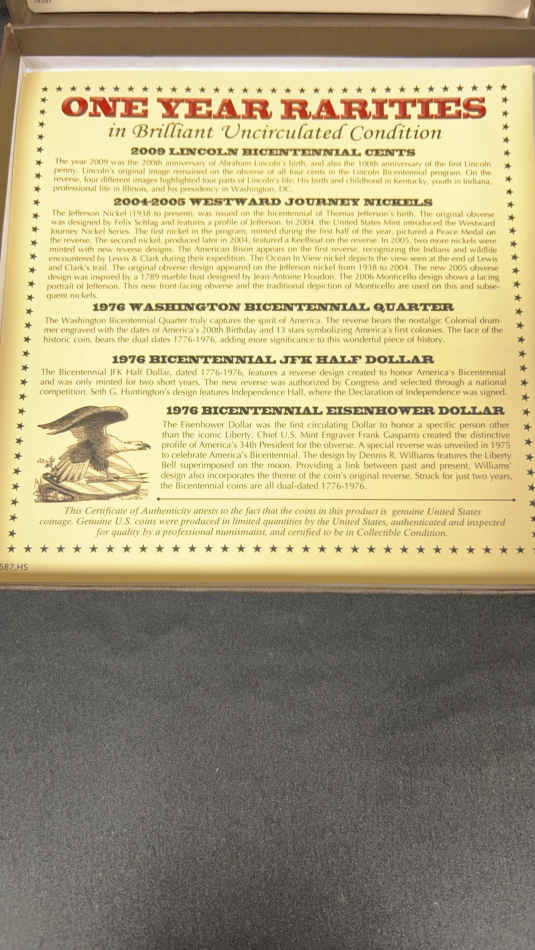 ONE YEAR RARITIES
in Brilliant Uncirculated Condition
2009 LINCOLN BICENTENNIAL CENTS
The year 2009 was the 200th anniversary of Abraham Lincoln's birth, and also the 100th anniversary of the first Lincoln
penny. Lincoln's original image remained on the obverse of all four cents in the Lincoln Bicentennial program. On the
reverse, four different images highlighted four parts of Lincoln's life: His birth and childhood in Kentucky, youth in Indiana,
professional life in Illinois, and his presidency in Washington, DC.
2004-2005 WESTWARD JOURNEY NICKELS
The Jefferson Nickel (1938 to present), was issued on the bicentennial of Thomas Jefferson's birth. The original obverse
was designed by Felix Schlag and features a profile of Jefferson. In 2004, the United States Mint introduced the Westward
Journey Nickel Series. The first nickel in the program, minted during the first half of the year, pictured a Peace Medal on
the reverse. The second nickel, produced later in 2004, featured a Keelboat on the reverse. In 2005, two more nickels were
minted with new reverse designs. The American Bison appears on the first reverse, recognizing the Indians and wildlife
encountered by Lewis & Clark during their expedition. The Ocean In View nickel depicts the view seen at the end of Lewis
and Clark's trail. The original obverse design appeared on the Jefferson nickel from 1938 to 2004. The new 2005 obverse
design was inspired by a 1789 marble bust designed by Jean-Antoine Houdon. The 2006 Monticello design shows a facing
portrait of Jefferson. This new front-facing obverse and the traditional depiction of Monticello are used on this and subse-
quent nickels.
1976 WASHINGTON BICENTENNIAL QUARTER
The Washington Bicentennial Quarter truly captures the spirit of America. The reverse bears the nostalgic Colonial drum-
mer engraved with the dates of America's 200th Birthday and 13 stars symbolizing America's first colonies. The face of the
historic coin, bears the dual dates 1776-1976, adding more significance to this wonderful piece of history.
1976 BICENTENNIAL JFK HALF DOLLAR
The Bicentennial JFK Half Dollar, dated 1776-1976, features a reverse design created to honor America's Bicentennial
and was only minted for two short years. The new reverse was authorized by Congress and selected through a national
competition. Seth G. Huntington's design features Independence Hall, where the Declaration of Independence was signed.
1976 BICENTENNIAL EISENHOWER DOLLAR
The Eisenhower Dollar was the first circulating Dollar to honor a specific person other
than the iconic Liberty. Chief U.S. Mint Engraver Frank Gasparro created the distinctive
profile of America's 34th President for the obverse. A special reverse was unveiled in 1975
to celebrate America's Bicentennial. The design by Dennis R. Williams features the Liberty
Bell superimposed on the moon. Providing a link between past and present, Williams'
design also incorporates the theme of the coin's original reverse. Struck for just two years,
the Bicentennial coins are all dual-dated 1776-1976.
This Certificate of Authenticity attests to the fact that the coins in this product is genuine United States
coinage. Genuine U.S. coins were produced in limited quantities by the United States, authenticated and inspected
for quality by a professional numismatist, and certified to be in Collectible Condition.
587.HS